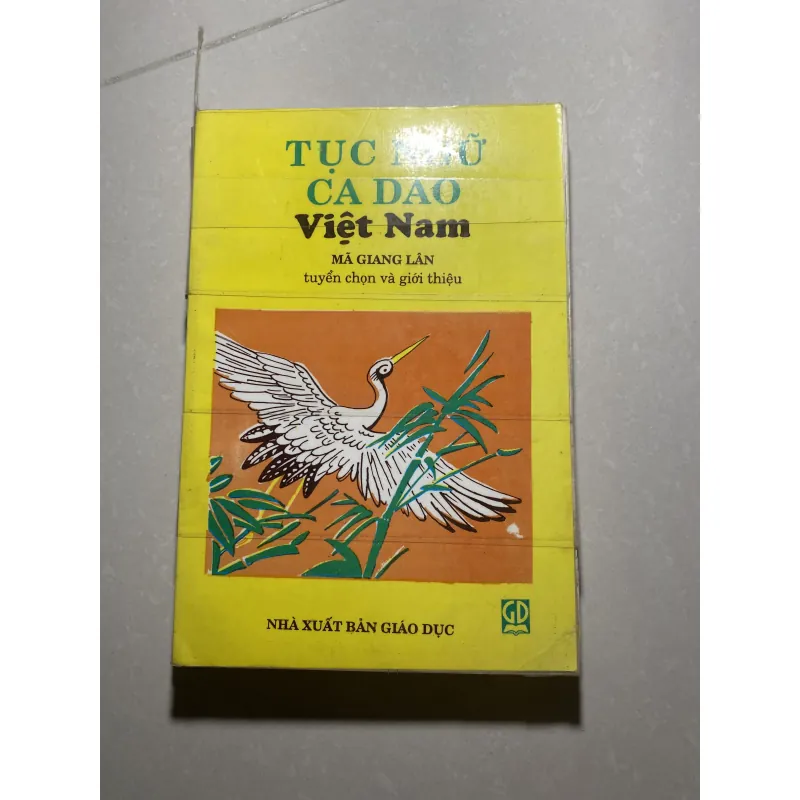 TỤC NGỮ
CA DAO
Việt Nam
MÃ GIANG LÂN
tuyển chọn và giới thiệu
GD
NHÀ XUẤT BẢN GIÁO DỤC